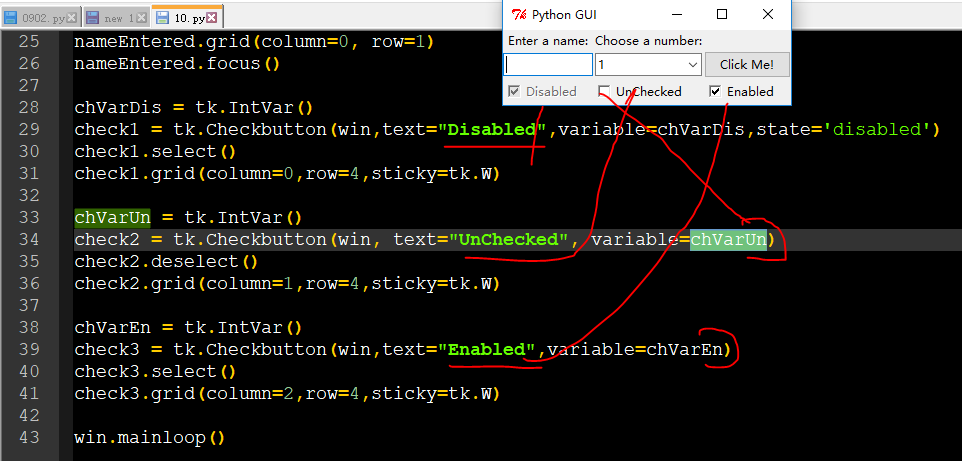 0902.py new 1 10.py
Python GUI
Enter a name: Choose a number:
1 Click Me!
Disabled UnChecked Enabled
25 nameEntered.grid(column=0, row=1)
26 nameEntered.focus()
27
28 chVarDis = tk.IntVar()
29 check1 = tk.Checkbutton(win,text="Disabled",variable=chVarDis,state='disabled')
30 check1.select()
31 check1.grid(column=0,row=4,sticky=tk.W)
32
33 chVarUn = tk.IntVar()
34 check2 = tk.Checkbutton(win, text="UnChecked", variable=chVarUn)
35 check2.deselect()
36 check2.grid(column=1,row=4,sticky=tk.W)
37
38 chVarEn = tk.IntVar()
39 check3 = tk.Checkbutton(win,text="Enabled",variable=chVarEn)
40 check3.select()
41 check3.grid(column=2,row=4,sticky=tk.W)
42
43 win.mainloop()